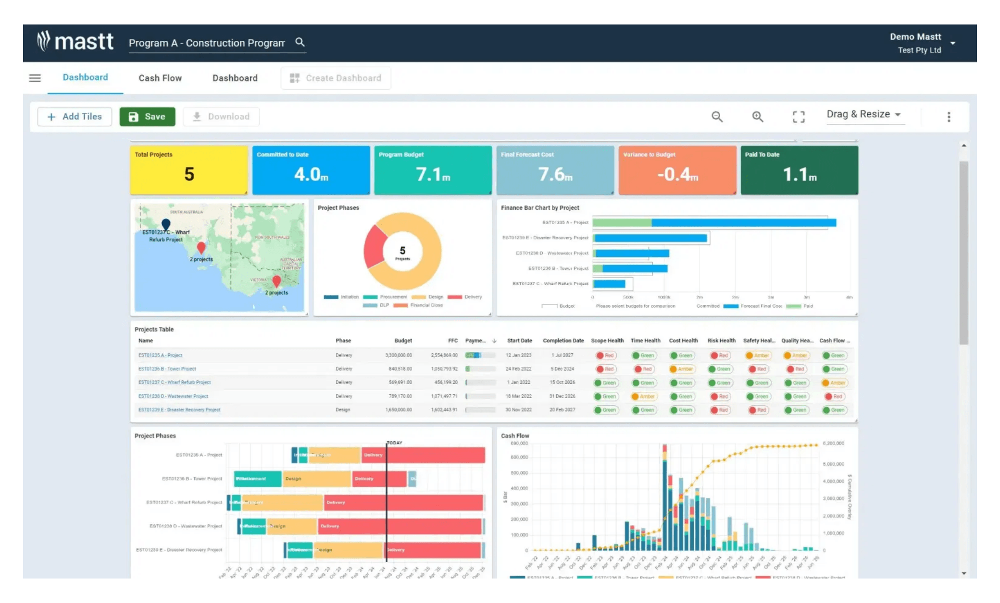 mastt
Program A - Construction Program
Demo Mastt
Test Pty Ltd
Dashboard
Cash Flow
Dashboard
Create Dashboard
Add Tiles
Save
Download
Drag & Resize
Total Projects
5
Committed to Date
4.0m
Program Budget
7.1m
Final Forecast Cost
7.6m
Variance to Budget
-0.4m
Paid To Date
1.1m
SOUTH AUSTRALIA
EST01237 C - Wharf
Refurb Project
2 projects
NEW SOUTH WALES
AUSTRALIAN
CAPITAL
TERRITORY
VICTORIA
2 projects
Project Phases
5
Projects
Initiation Procurement Design Delivery
DLP Financial Close
Finance Bar Chart by Project
EST01235 A - Project
EST01239 E - Disaster Recovery Project
EST01238 D - Wastewater Project
EST01236 B - Tower Project
EST01237 C - Wharf Refurb Project
0 500k 1000k 2m 2m 3m 3m 4m
Budget Please select budgets for comparison Committed Forecast Final Cost Paid
Projects Table
Name Phase Budget FFC Payme... Start Date Completion Date Scope Health Time Health Cost Health Risk Health Safety Heal... Quality Hea... Cash Flow ...
EST01235 A - Project Delivery 3,300,000.00 2,554,869.00 12 Jan 2023 1 Jul 2027 Red Green Green Red Amber Amber Green
EST01236 B - Tower Project Delivery 840,518.00 1,050,793.92 24 Feb 2022 5 Dec 2024 Red Red Amber Green Red Red Green
EST01237 C - Wharf Refurb Project Delivery 569,691.00 456,199.20 1 Jan 2022 15 Oct 2026 Green Green Green Green Green Green Amber
EST01238 D - Wastewater Project Delivery 789,170.00 1,071,497.71 18 Mar 2022 31 Dec 2026 Green Amber Green Red Green Green Red
EST01239 E - Disaster Recovery Project Design 1,650,000.00 1,602,443.91 30 Nov 2022 20 Feb 2027 Green Green Green Red Red Green Green
Project Phases
TODAY
EST01235 A - Project Delivery
EST01236 B - Tower Project Design Delivery
EST01237 C - Wharf Refurb Project Delivery
EST01238 D - Wastewater Project Design Delivery
EST01239 E - Disaster Recovery Project Design Delivery
Feb '22 Apr '22 Jun '22 Aug '22 Oct '22 Dec '22 Feb '23 Apr '23 Jun '23 Aug '23 Oct '23 Dec '23 Feb '24 Apr '24 Jun '24 Aug '24 Oct '24 Dec '24 Feb '25 Apr '25 Jun '25 Aug '25 Oct '25 Dec '25
Cash Flow
690,000
600,000
500,000
400,000
300,000
200,000
100,000
0
$ Bar
6,200,000
5,000,000
4,000,000
3,000,000
2,000,000
1,000,000
0
$ Cumulative Overlay
Feb '22 Apr '22 Jun '22 Aug '22 Oct '22 Dec '22 Feb '23 Apr '23 Jun '23 Aug '23 Oct '23 Dec '23 Feb '24 Apr '24 Jun '24 Aug '24 Oct '24 Dec '24 Feb '25 Apr '25 Jun '25 Aug '25 Oct '25 Dec '25 Feb '26 Apr '26 Jun '26
EST01235 A - Project EST01236 B - Tower Project EST01237 C - Wharf Refurb Project EST01238 D - Wastewater Project